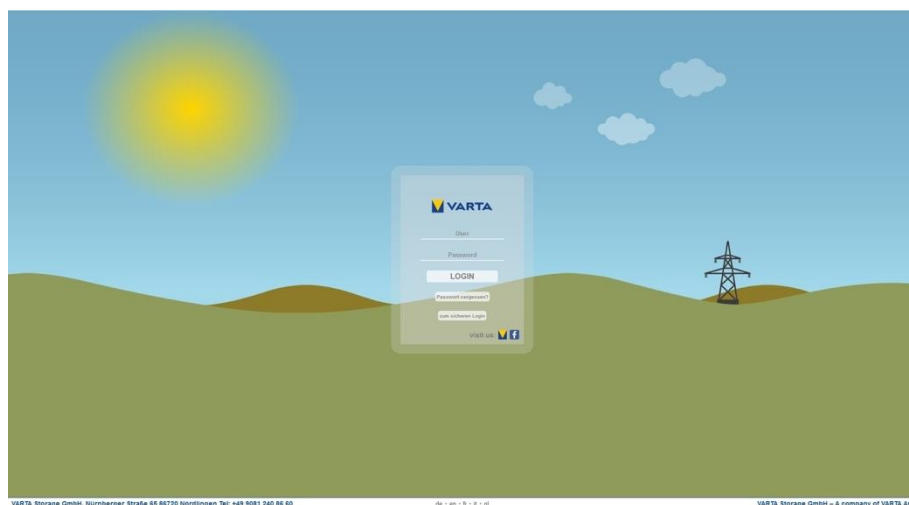 VARTA
User
Password
LOGIN
Passwort vergessen?
zum sicheren Login
visit us:
VARTA Storage GmbH, Nürnberger Straße 65 86720 Nördlingen Tel: +49 9081 240 86 60
de - en - fr - it - nl
VARTA Storage GmbH – A company of VARTA AG